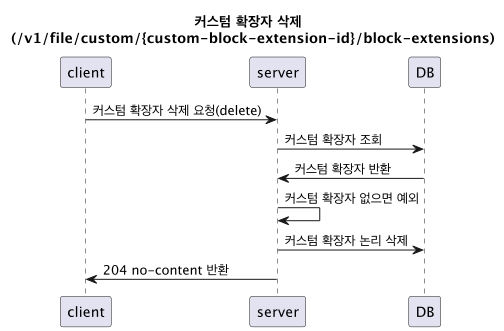 커스텀 확장자 삭제
(/v1/file/custom/{custom-block-extension-id}/block-extensions)
client server DB
커스텀 확장자 삭제 요청(delete)
커스텀 확장자 조회
커스텀 확장자 반환
커스텀 확장자 없으면 예외
커스텀 확장자 논리 삭제
204 no-content 반환
client server DB